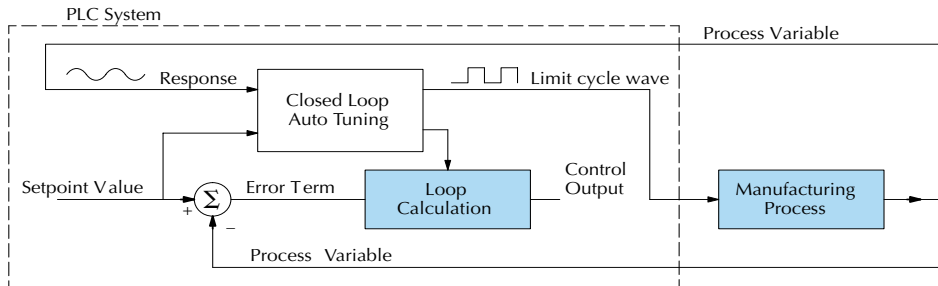 PLC System
Process Variable
Response
Limit cycle wave
Closed Loop
Auto Tuning
Setpoint Value
Error Term
Loop
Calculation
Control
Output
Manufacturing
Process
Σ
+
−
Process Variable